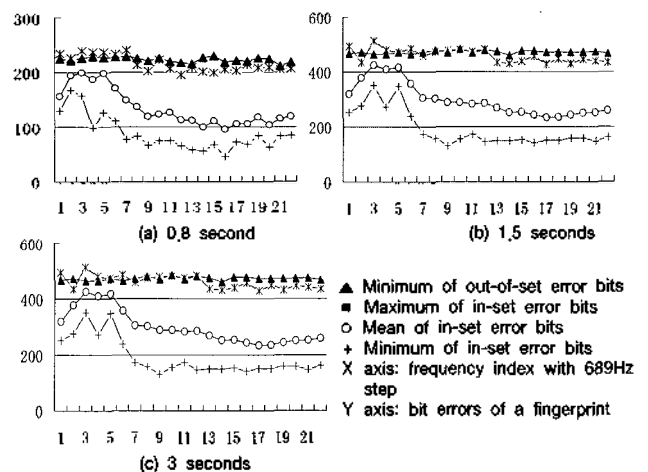 300
200
100
0
1 3 5 7 9 11 13 15 17 19 21
(a) 0.8 second
600
400
200
0
1 3 5 7 9 11 13 15 17 19 21
(b) 1.5 seconds
600
400
200
0
1 3 5 7 9 11 13 15 17 19 21
(c) 3 seconds
▲ Minimum of out-of-set error bits
■ Maximum of in-set error bits
○ Mean of in-set error bits
+ Minimum of in-set error bits
X axis: frequency index with 689Hz
step
Y axis: bit errors of a fingerprint